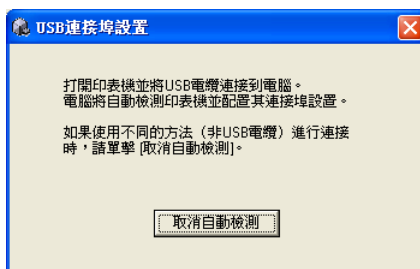 USB連接埠設置
打開印表機並將USB電纜連接到電腦。
電腦將自動檢測印表機並配置其連接埠設置。
如果使用不同的方法（非USB電纜）進行連接
時，請單擊 [取消自動檢測]。
取消自動檢測